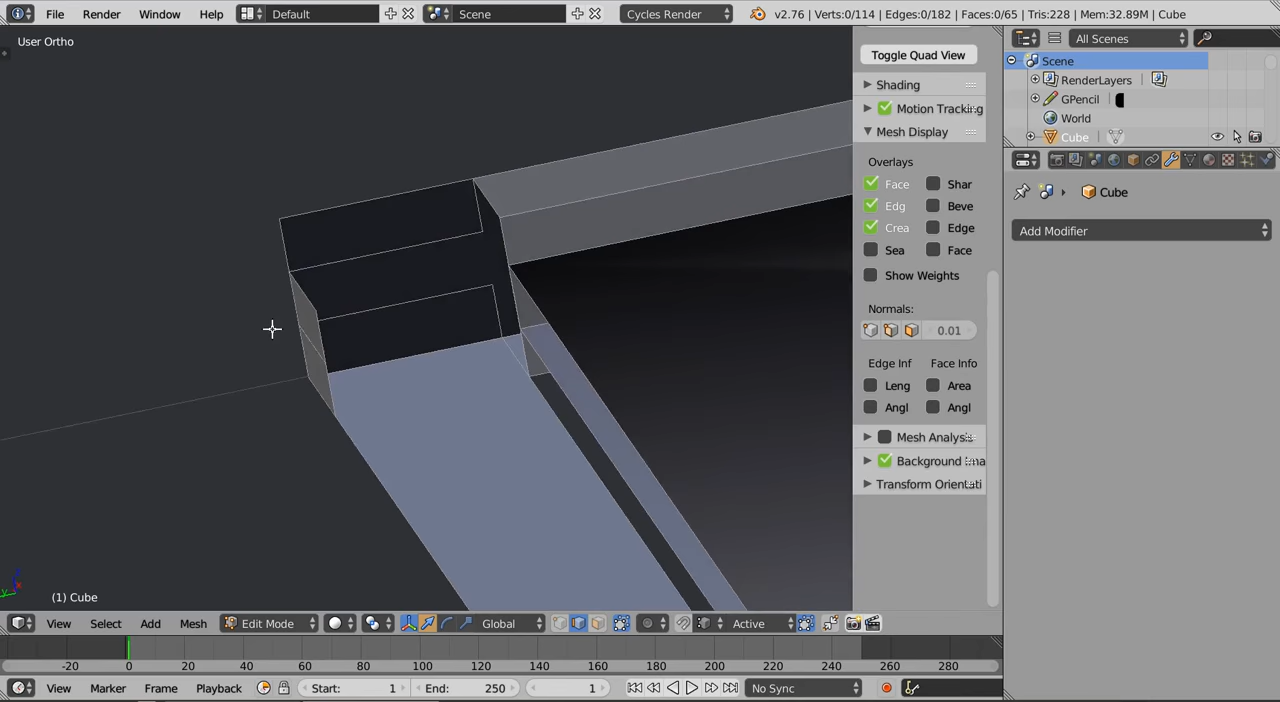 File Render Window Help Default Scene Cycles Render v2.76 | Verts:0/114 | Edges:0/182 | Faces:0/65 | Tris:228 | Mem:32.89M | Cube
User Ortho
Toggle Quad View
Shading
Motion Tracking
Mesh Display
Overlays
Face Shar
Edg Beve
Crea Edge
Sea Face
Show Weights
Normals:
0.01
Edge Inf Face Info
Leng Area
Angl Angl
Mesh Analysis
Background Ima
Transform Orientati
All Scenes
Scene
RenderLayers
GPencil
World
Cube
Cube
Add Modifier
(1) Cube
View Select Add Mesh Edit Mode Global Active
-20 0 20 40 60 80 100 120 140 160 180 200 220 240 260 280
View Marker Frame Playback Start: 1 End: 250 1 No Sync